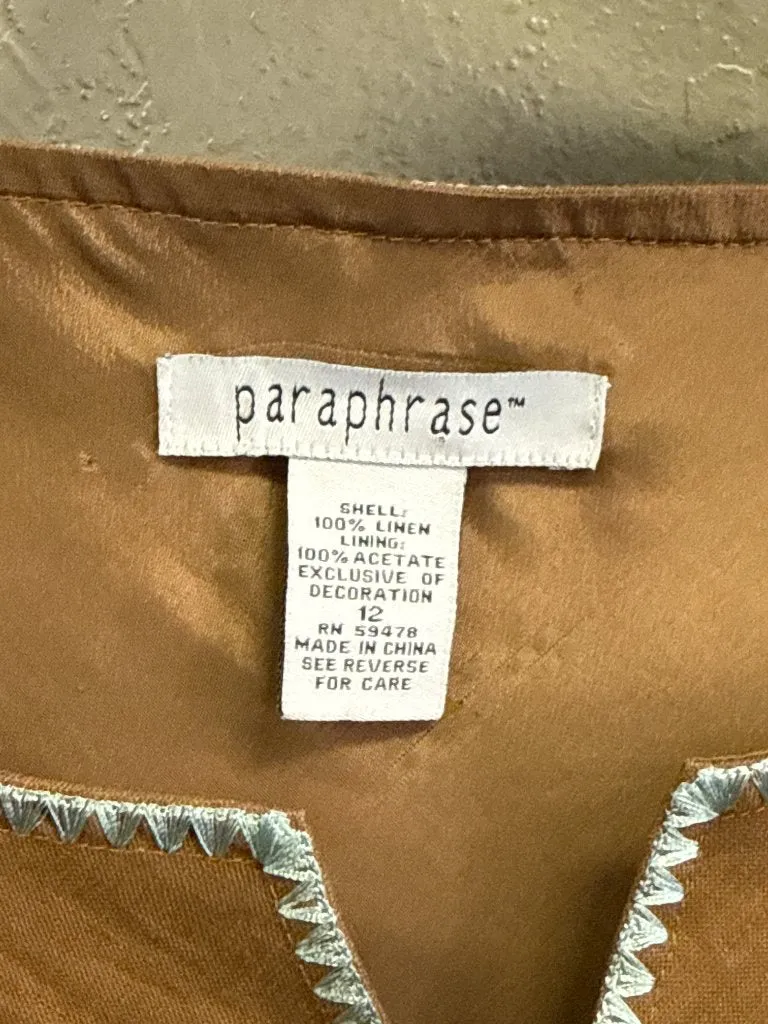 paraphrase™
SHELL:
100% LINEN
LINING:
100% ACETATE
EXCLUSIVE OF
DECORATION
12
RN 59478
MADE IN CHINA
SEE REVERSE
FOR CARE